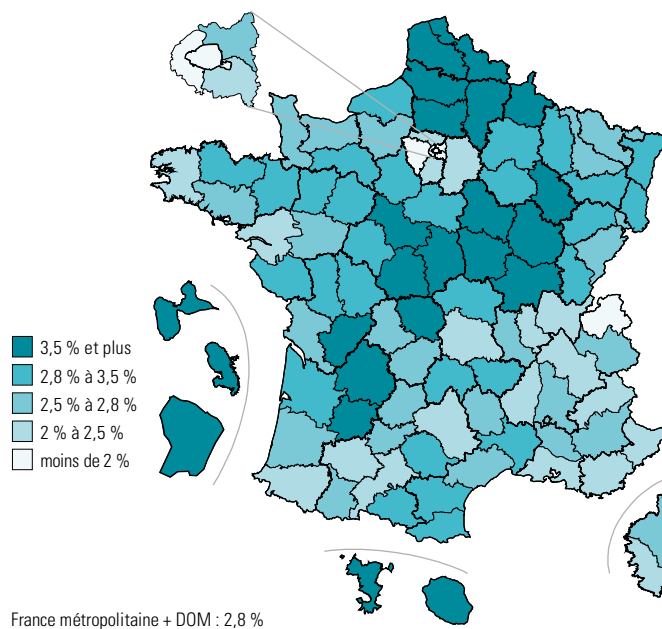 3,5 % et plus
2,8 % à 3,5 %
2,5 % à 2,8 %
2 % à 2,5 %
moins de 2 %
France métropolitaine + DOM : 2,8 %